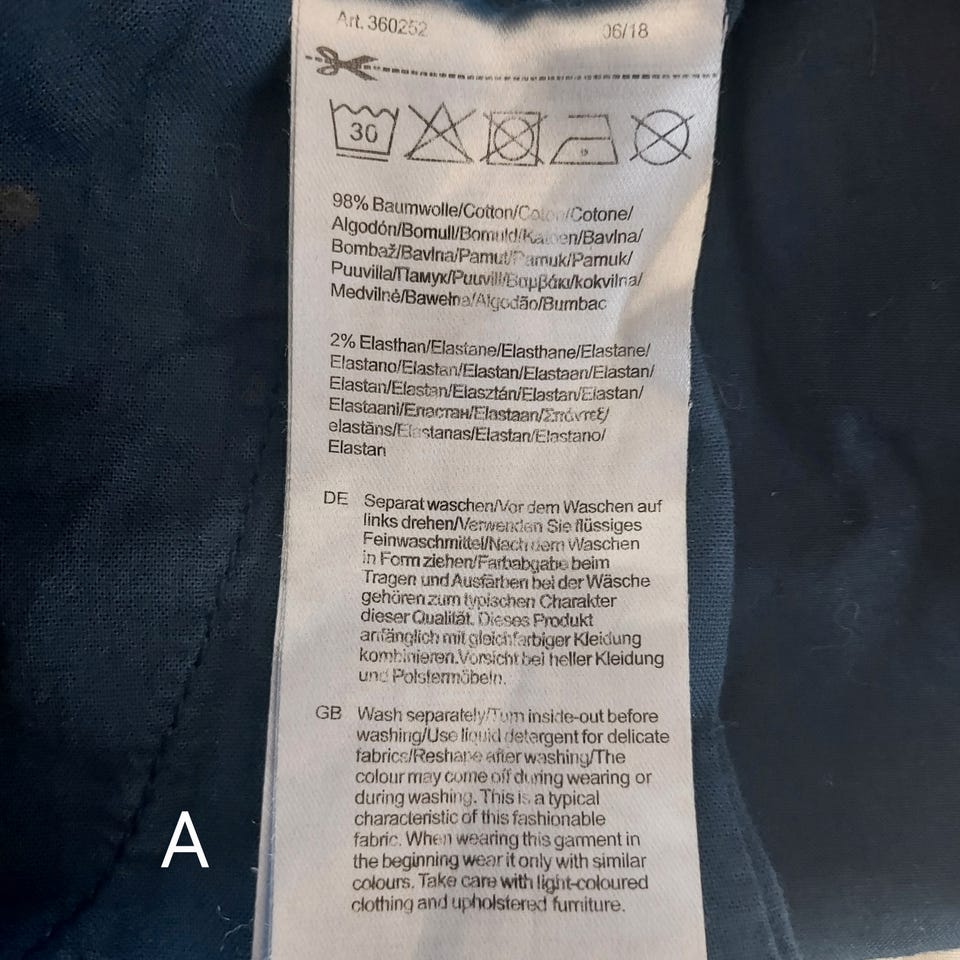 Art. 360252 06/18
30
98% Baumwolle/Cotton/Coton/Cotone/
Algodón/Bomull/Bomuld/Katoen/Bavlna/
Bombaž/Bavlna/Pamut/Pamuk/Pamuk/
Puuvilla/Памук/Puuvill/Βαμβάκι/kokvilna/
Medvilnė/Bawełna/Algodão/Bumbac
2% Elasthan/Elastane/Elasthane/Elastane/
Elastano/Elastan/Elastan/Elastaan/Elastan/
Elastan/Elastan/Elasztán/Elastan/Elastan/
Elastaani/Еластан/Elastaan/Σπάντεξ/
elastāns/Elastanas/Elastan/Elastano/
Elastan
DE Separat waschen/Vor dem Waschen auf
links drehen/Verwenden Sie flüssiges
Feinwaschmittel/Nach dem Waschen
in Form ziehen/Farbabgabe beim
Tragen und Ausfärben bei der Wäsche
gehören zum typischen Charakter
dieser Qualität. Dieses Produkt
anfänglich mit gleichfarbiger Kleidung
kombinieren.Vorsicht bei heller Kleidung
und Polstermöbeln.
GB Wash separately/Turn inside-out before
washing/Use liquid detergent for delicate
fabrics/Reshape after washing/The
colour may come off during wearing or
during washing. This is a typical
characteristic of this fashionable
fabric. When wearing this garment in
the beginning wear it only with similar
colours. Take care with light-coloured
clothing and upholstered furniture.
A